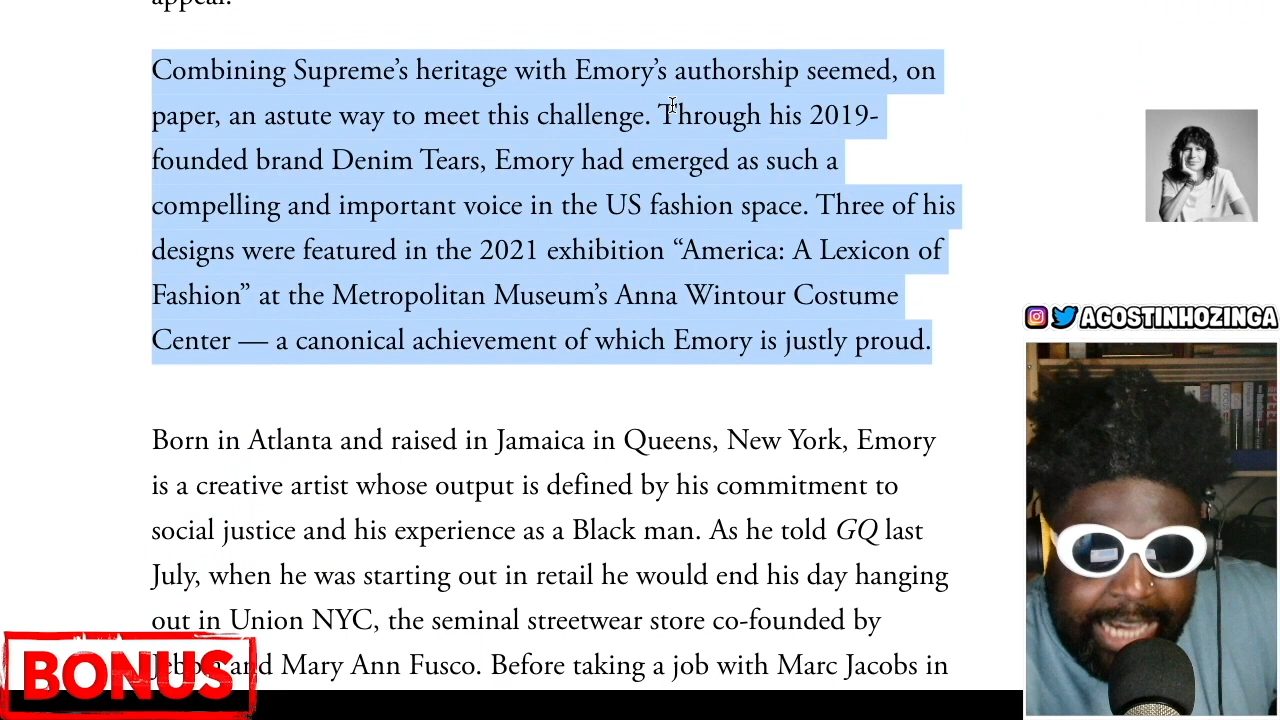 appeal.
Combining Supreme’s heritage with Emory’s authorship seemed, on
paper, an astute way to meet this challenge. Through his 2019-
founded brand Denim Tears, Emory had emerged as such a
compelling and important voice in the US fashion space. Three of his
designs were featured in the 2021 exhibition “America: A Lexicon of
Fashion” at the Metropolitan Museum’s Anna Wintour Costume
Center — a canonical achievement of which Emory is justly proud.
Born in Atlanta and raised in Jamaica in Queens, New York, Emory
is a creative artist whose output is defined by his commitment to
social justice and his experience as a Black man. As he told GQ last
July, when he was starting out in retail he would end his day hanging
out in Union NYC, the seminal streetwear store co-founded by
and Mary Ann Fusco. Before taking a job with Marc Jacobs in
AGOSTINHOZINGA
BONUS